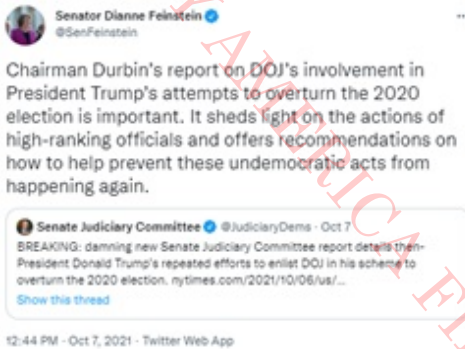 Senator Dianne Feinstein
@SenFeinstein
Chairman Durbin's report on DOJ's involvement in
President Trump's attempts to overturn the 2020
election is important. It sheds light on the actions of
high-ranking officials and offers recommendations on
how to help prevent these undemocratic acts from
happening again.
Senate Judiciary Committee @JudiciaryDems · Oct 7
BREAKING: damning new Senate Judiciary Committee report details then-
President Donald Trump's repeated efforts to enlist DOJ in his scheme to
overturn the 2020 election. nytimes.com/2021/10/06/us/...
Show this thread
12:44 PM · Oct 7, 2021 · Twitter Web App
Y AMERICA FI